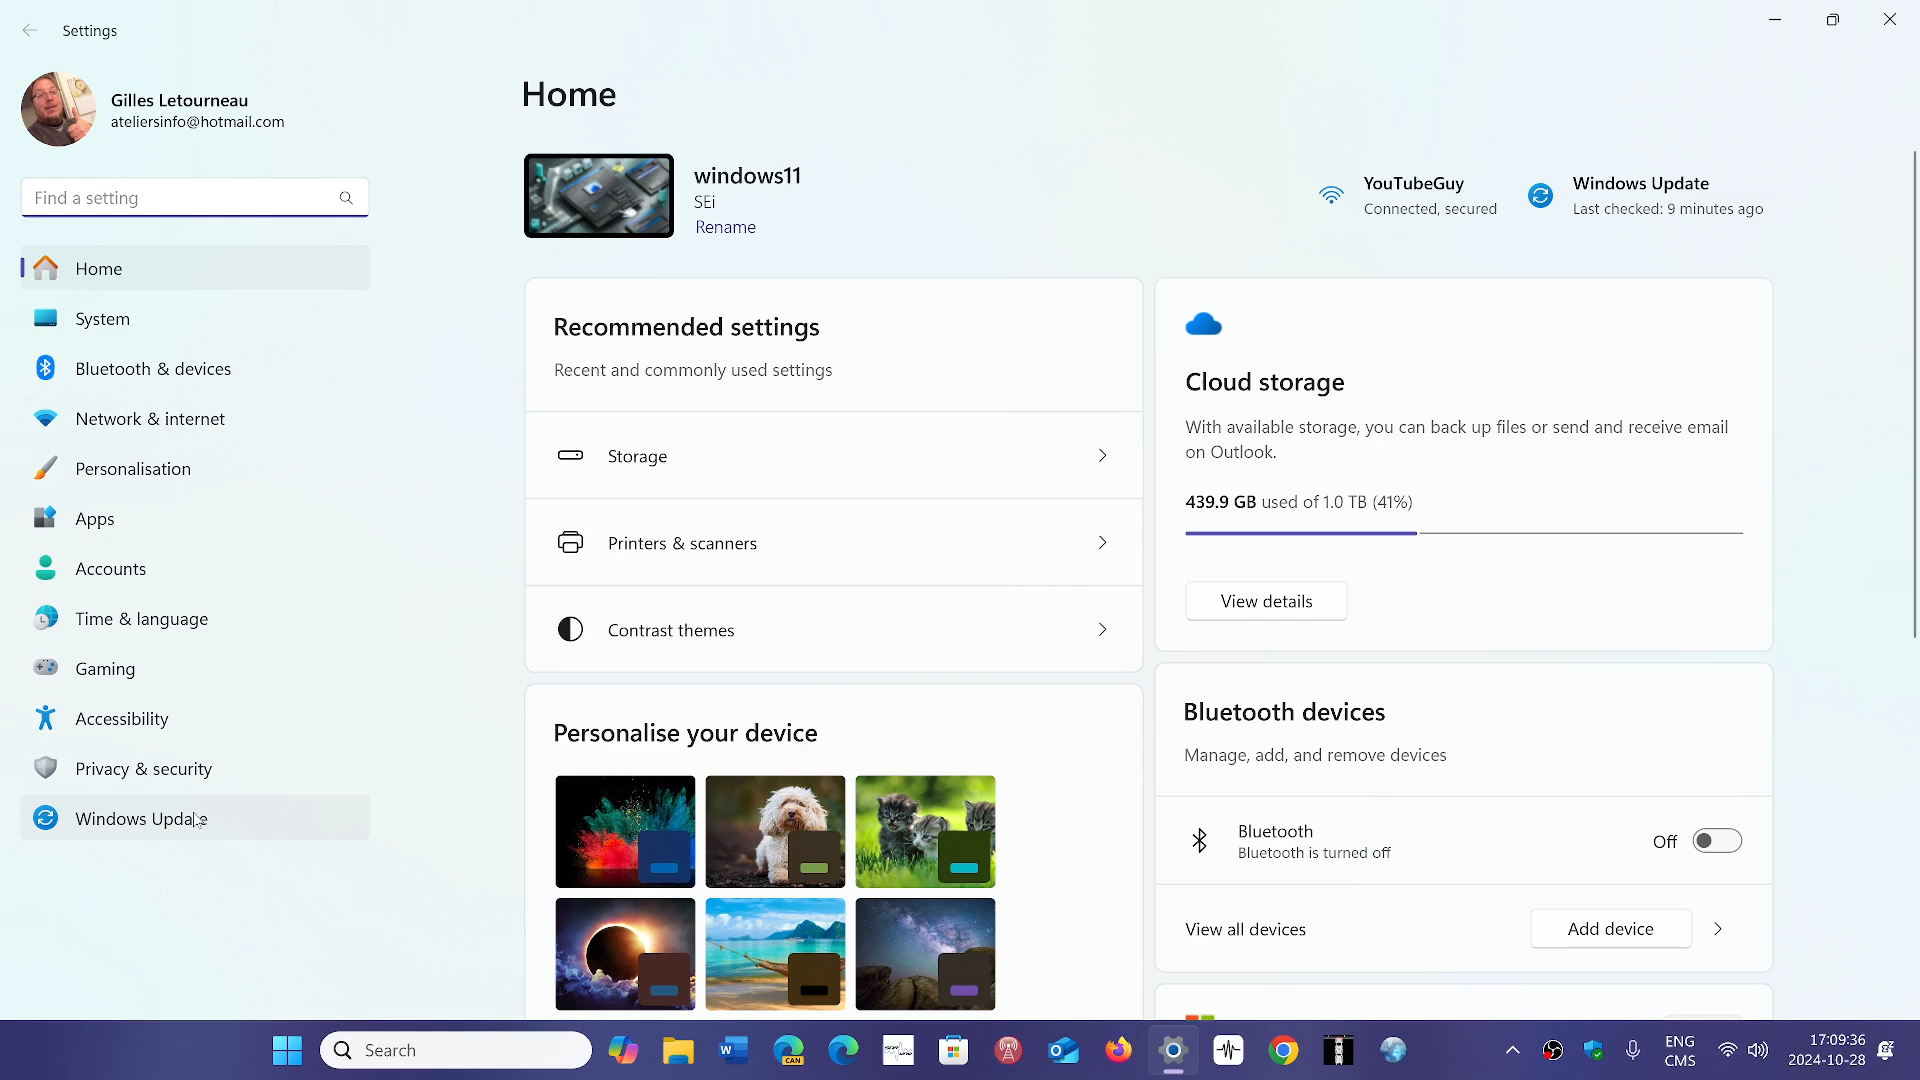 Settings
Gilles Letourneau
ateliersinfo@hotmail.com
Find a setting
Home
System
Bluetooth & devices
Network & internet
Personalisation
Apps
Accounts
Time & language
Gaming
Accessibility
Privacy & security
Windows Update
Home
windows11
SEi
Rename
YouTubeGuy
Connected, secured
Windows Update
Last checked: 9 minutes ago
Recommended settings
Recent and commonly used settings
Storage
Printers & scanners
Contrast themes
Personalise your device
Cloud storage
With available storage, you can back up files or send and receive email
on Outlook.
439.9 GB used of 1.0 TB (41%)
View details
Bluetooth devices
Manage, add, and remove devices
Bluetooth
Bluetooth is turned off
Off
View all devices
Add device
Search
W
CAN
ENG
CMS
17:09:36
2024-10-28